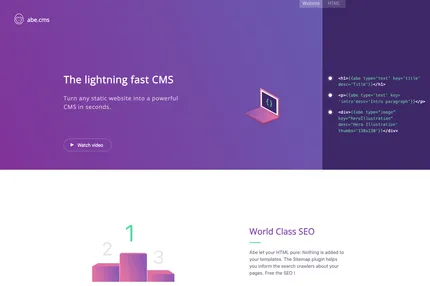 Website HTML
abe.cms
The lightning fast CMS
Turn any static website into a powerful
CMS in seconds.
Watch video
<h1>{{abe type='text' key='title'
desc='Title'}}</h1>
<p>{{abe type='text' key=
'intro'desc='Intro paragraph'}}</p>
<div>{{abe type="image"
key="HeroIllustration"
desc='Hero Illustration'
thumbs='138x138'}}</div>
{}
1
2
3
World Class SEO
Abe let your HTML pure: Nothing is added to
your templates. The Sitemap plugin helps
you inform the search crawlers about your
pages. Free the SEO !